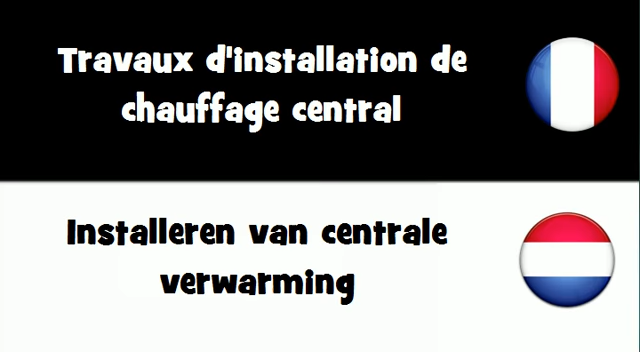 Travaux d'installation de
chauffage central
Installeren van centrale
verwarming